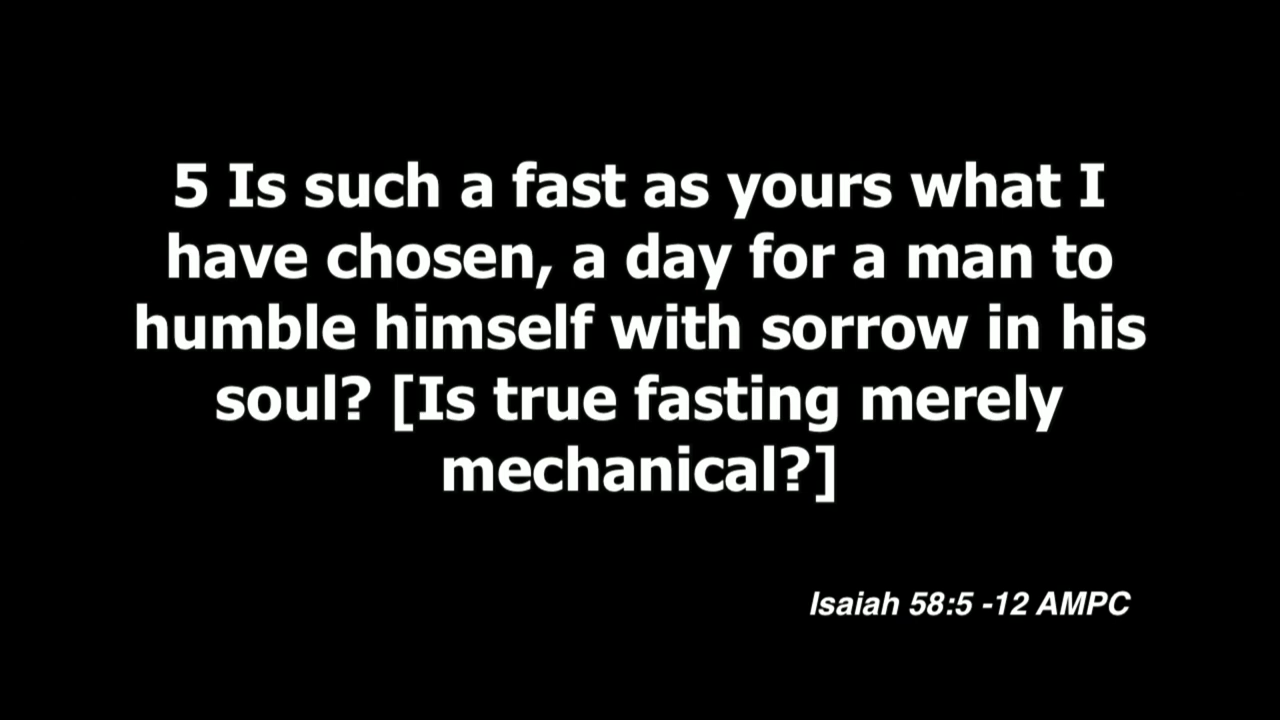 5 Is such a fast as yours what I
have chosen, a day for a man to
humble himself with sorrow in his
soul? [Is true fasting merely
mechanical?]
Isaiah 58:5 -12 AMPC